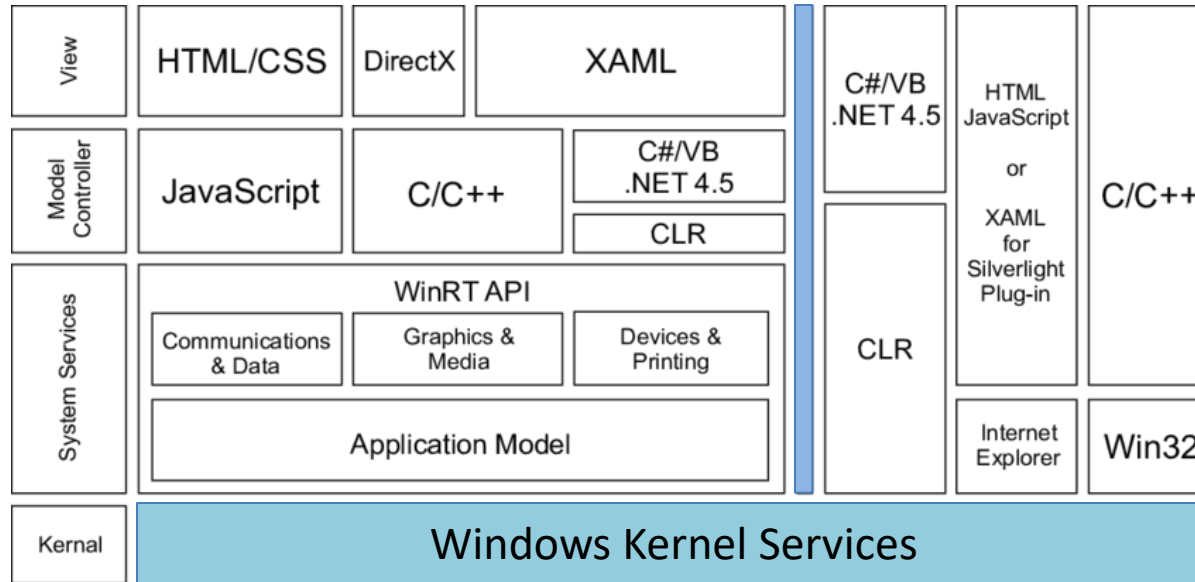 View
HTML/CSS
DirectX
XAML
C#/VB
.NET 4.5
HTML
JavaScript
or
XAML
for
Silverlight
Plug-in
C/C++
Model
Controller
JavaScript
C/C++
C#/VB
.NET 4.5
CLR
CLR
System Services
WinRT API
Communications
& Data
Graphics &
Media
Devices &
Printing
Application Model
Internet
Explorer
Win32
Kernal
Windows Kernel Services